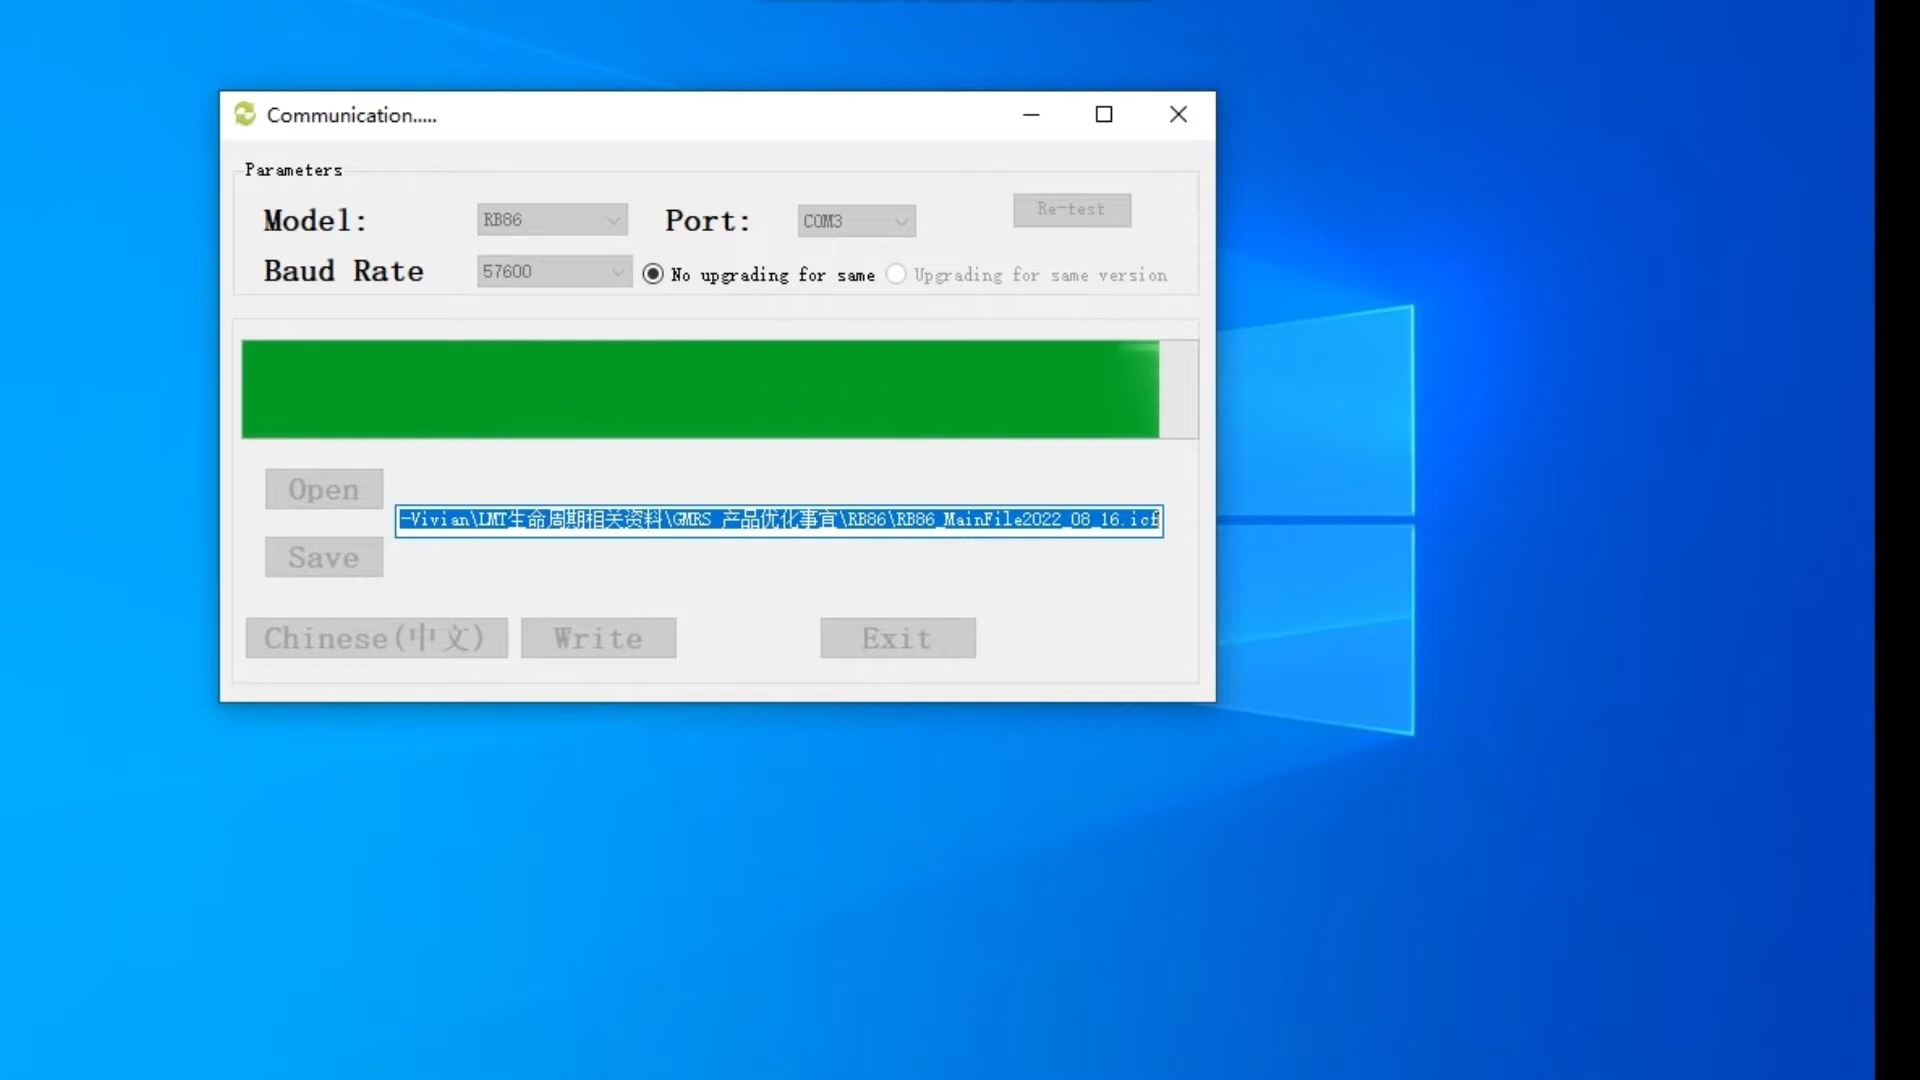 Communication.....
Parameters
Model: RB86 Port: COM3 Re-test
Baud Rate 57600 No upgrading for same Upgrading for same version
Open
-Vivian\LMT生命周期相关资料\GMRS 产品优化事宜\RB86\RB86_MainFile2022_08_16.icf
Save
Chinese(中文) Write Exit